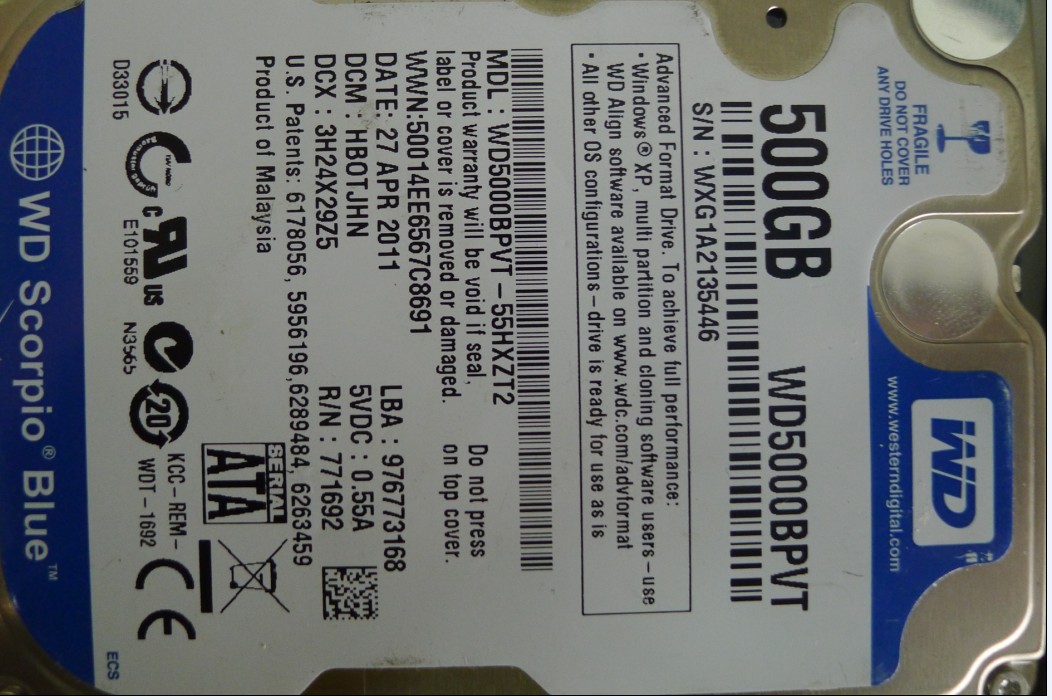 FRAGILE
DO NOT COVER
ANY DRIVE HOLES
WD
www.westerndigital.com
500GB WD5000BPVT
S/N : WXG1A2135446
Advanced Format Drive. To achieve full performance:
• Windows® XP, multi partition and cloning software users – use
WD Align software available on www.wdc.com/advformat
• All other OS configurations – drive is ready for use as is
MDL : WD5000BPVT – 55HXZT2
Product warranty will be void if seal, Do not press
label or cover is removed or damaged. on top cover.
WWN:50014EE6567C8691
DATE: 27 APR 2011 LBA : 976773168
DCM : HBOTJHN 5VDC : 0.55A
DCX : 3H24X29Z5 R/N : 771692
U.S. Patents: 6178056, 5956196,6289484, 6263459
Product of Malaysia
SERIAL
ATA
D33015
c US
E101559
N3565
20
KCC – REM –
WDT – 1692
CE
ECS
WD Scorpio® Blue™